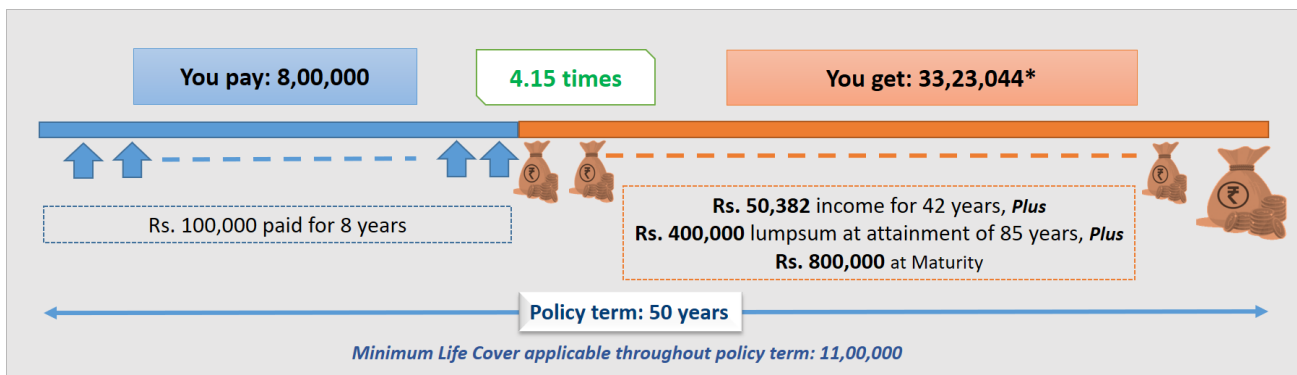 You pay: 8,00,000
4.15 times
You get: 33,23,044*
Rs. 100,000 paid for 8 years
Rs. 50,382 income for 42 years, Plus
Rs. 400,000 lumpsum at attainment of 85 years, Plus
Rs. 800,000 at Maturity
Policy term: 50 years
Minimum Life Cover applicable throughout policy term: 11,00,000
₹
₹
₹
₹